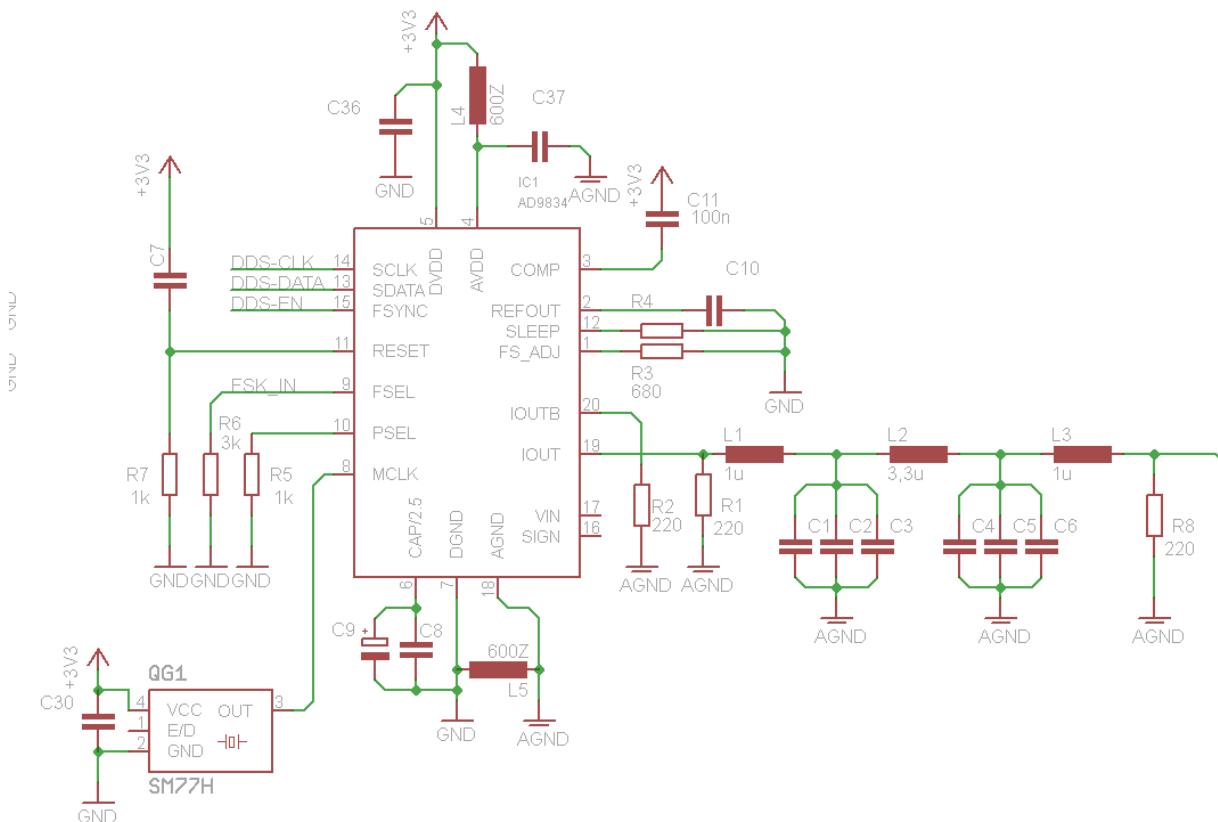 +3V3
C36
L4
600Z
C37
GND
AGND
IC1
AD9834
+3V3
C11
100n
+3V3
C7
5
4
DVDD
AVDD
DDS-CLK
14
SCLK
DDS-DATA
13
SDATA
DDS-EN
15
FSYNC
11
RESET
FSK_IN
9
FSEL
10
PSEL
8
MCLK
COMP
3
REFOUT
2
SLEEP
12
FS_ADJ
1
IOUTB
20
IOUT
19
VIN
17
SIGN
16
CAP/2.5
DGND
AGND
6
7
18
C10
R4
R3
680
GND
GND
GND
R6
3k
R7
1k
R5
1k
GND
GND
GND
L1
1u
L2
3,3u
L3
1u
R2
220
R1
220
C1
C2
C3
C4
C5
C6
R8
220
AGND
AGND
AGND
AGND
AGND
C9
+
C8
600Z
L5
GND
AGND
+3V3
C30
QG1
4
VCC
OUT
3
1
E/D
2
GND
SM77H
GND